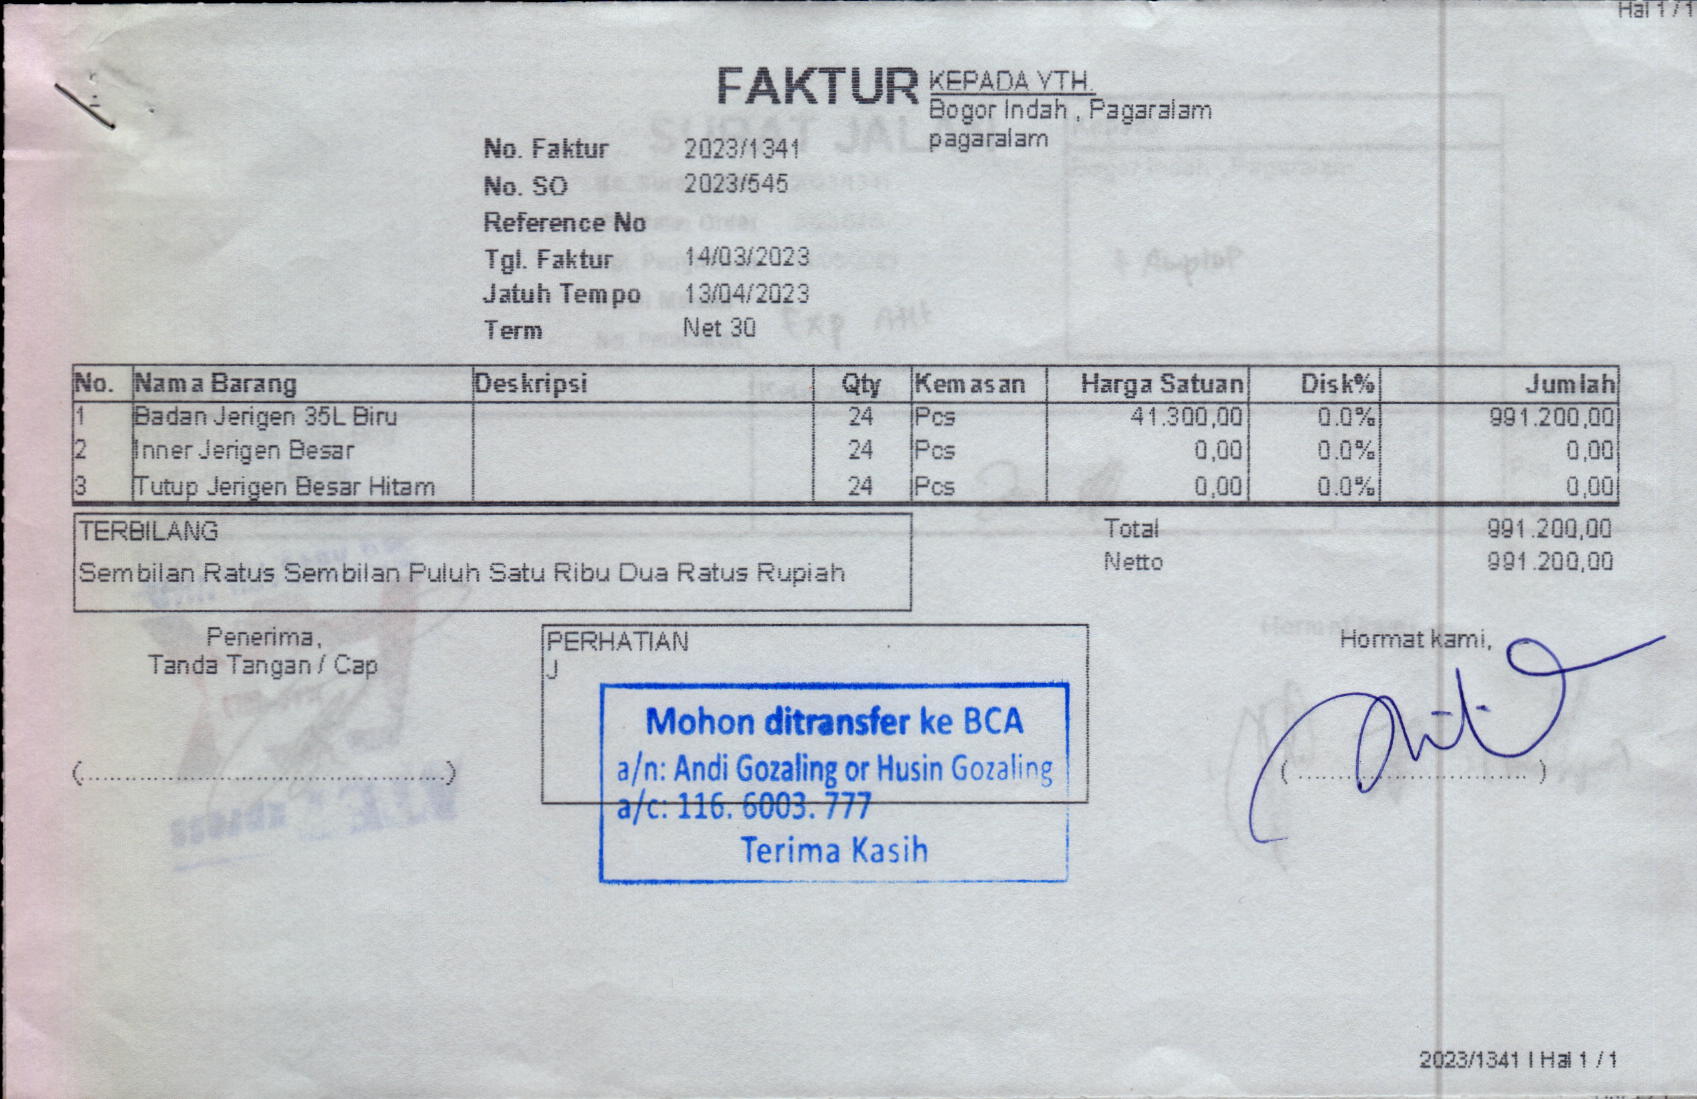 Hal 1 / 1
FAKTUR
KEPADA YTH.
Bogor Indah , Pagaralam
pagaralam
No. Faktur 2023/1341
No. SO 2023/545
Reference No
Tgl. Faktur 14/03/2023
Jatuh Tempo 13/04/2023
Term Net 30
No. Nama Barang Deskripsi Qty Kemasan Harga Satuan Disk% Jumlah
1 Badan Jerigen 35L Biru 24 Pcs 41.300,00 0.0% 991.200,00
2 Inner Jerigen Besar 24 Pcs 0,00 0.0% 0,00
3 Tutup Jerigen Besar Hitam 24 Pcs 0,00 0.0% 0,00
TERBILANG
Sembilan Ratus Sembilan Puluh Satu Ribu Dua Ratus Rupiah
Total 991.200,00
Netto 991.200,00
Penerima,
Tanda Tangan / Cap
(..........................................)
PERHATIAN
J
Mohon ditransfer ke BCA
a/n: Andi Gozaling or Husin Gozaling
a/c: 116. 6003. 777
Terima Kasih
Hormat kami,
(..............................)
2023/1341 I Hal 1 / 1